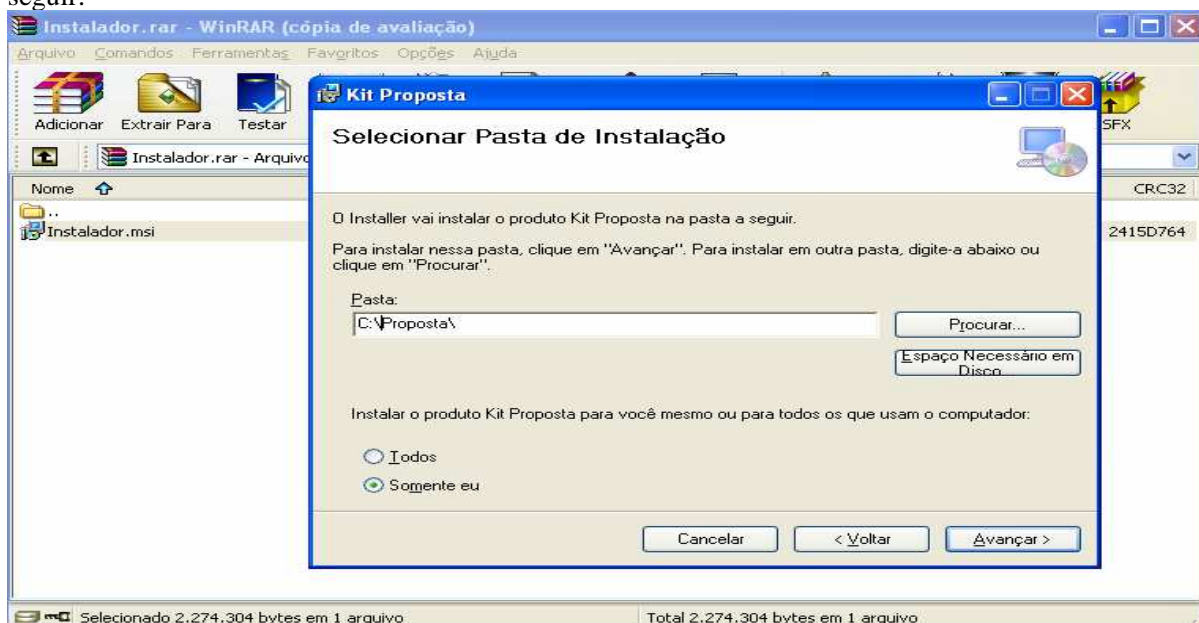 seguir:
Instalador.rar - WinRAR (cópia de avaliação)
Arquivo Comandos Ferramentas Favoritos Opções Ajuda
Adicionar Extrair Para Testar SFX
Instalador.rar - Arquivo
Nome CRC32
..
Instalador.msi 2415D764
Kit Proposta
Selecionar Pasta de Instalação
O Installer vai instalar o produto Kit Proposta na pasta a seguir.
Para instalar nessa pasta, clique em "Avançar". Para instalar em outra pasta, digite-a abaixo ou
clique em "Procurar".
Pasta:
C:\Proposta\
Procurar...
Espaço Necessário em
Disco
Instalar o produto Kit Proposta para você mesmo ou para todos os que usam o computador:
Todos
Somente eu
Cancelar < Voltar Avançar >
Selecionado 2.274.304 bytes em 1 arquivo Total 2.274.304 bytes em 1 arquivo